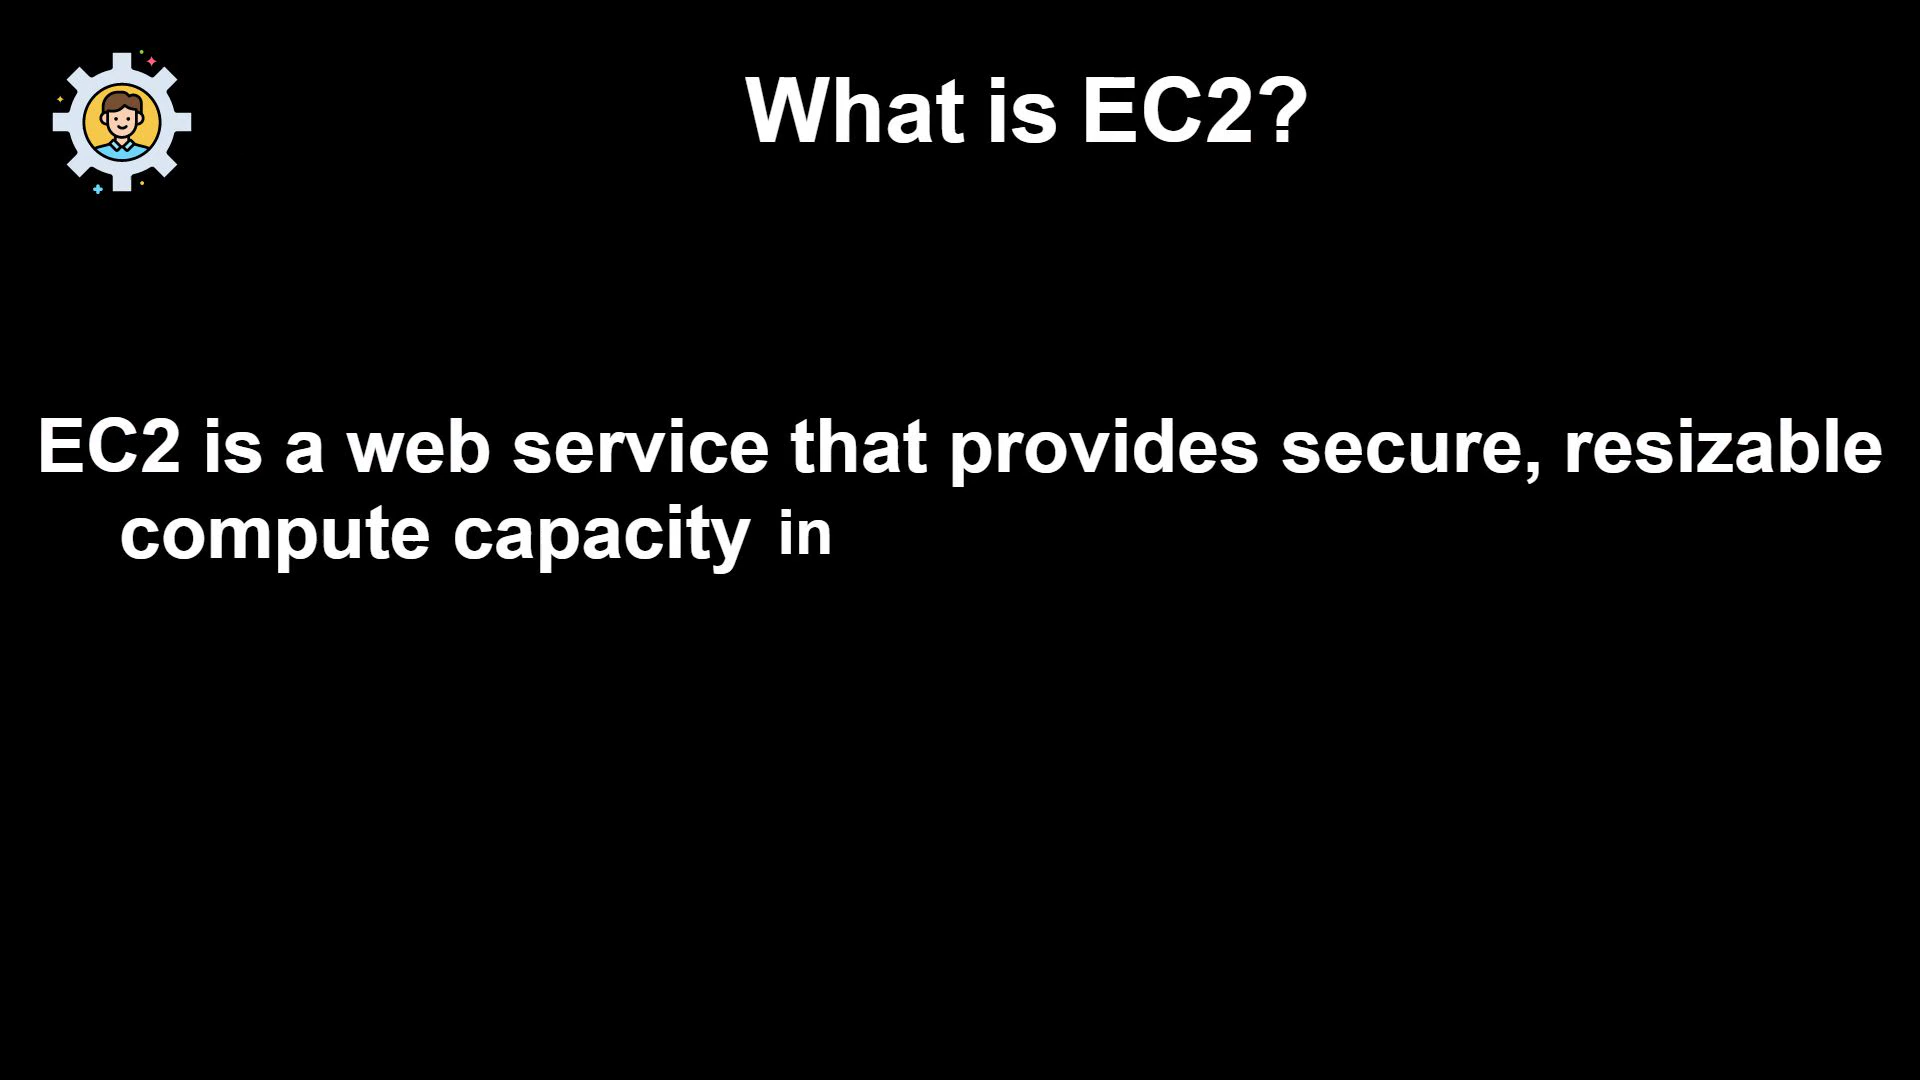 What is EC2?
EC2 is a web service that provides secure, resizable
compute capacity in